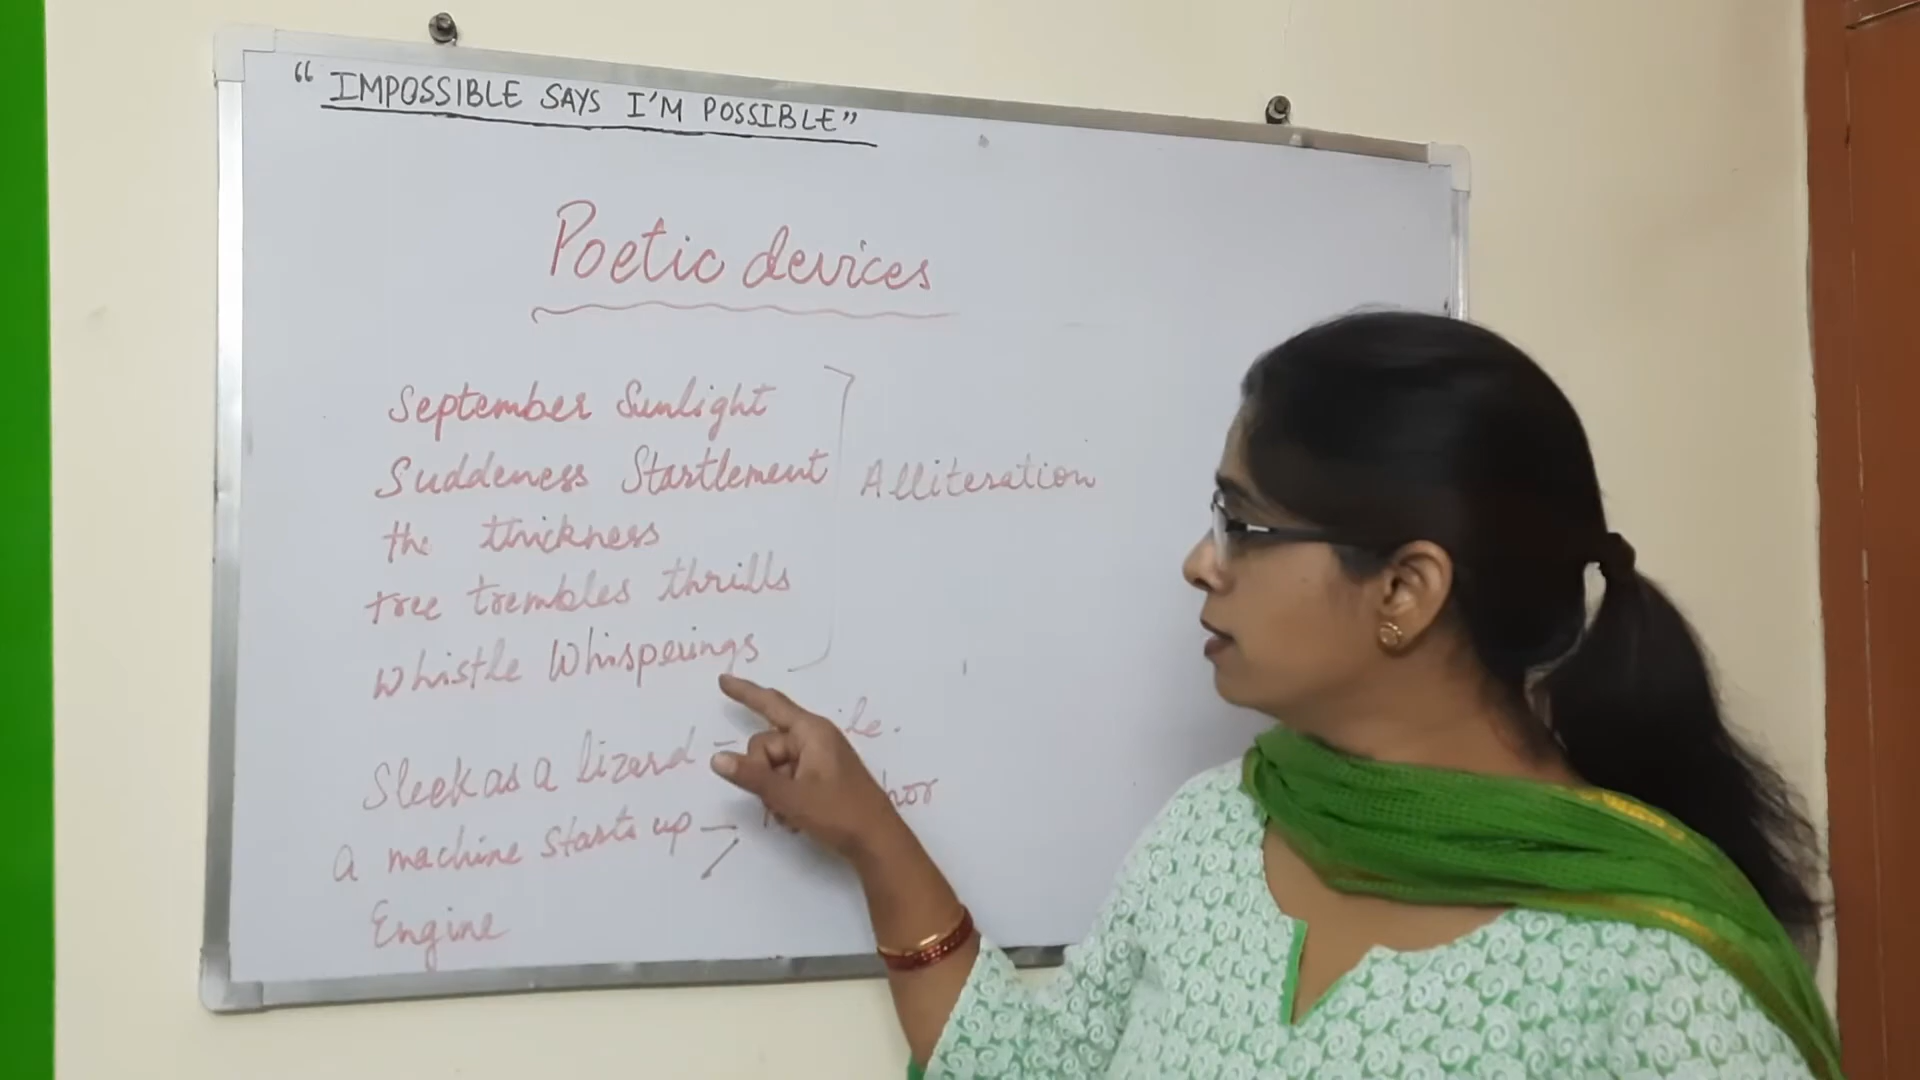 “ IMPOSSIBLE SAYS I'M POSSIBLE”
Poetic devices
September Sunlight
Suddeness Startlement
the thickness
tree trembles thrills
Whistle Whisperings
Alliteration
Sleek as a lizard -
a machine starts up —
Engine